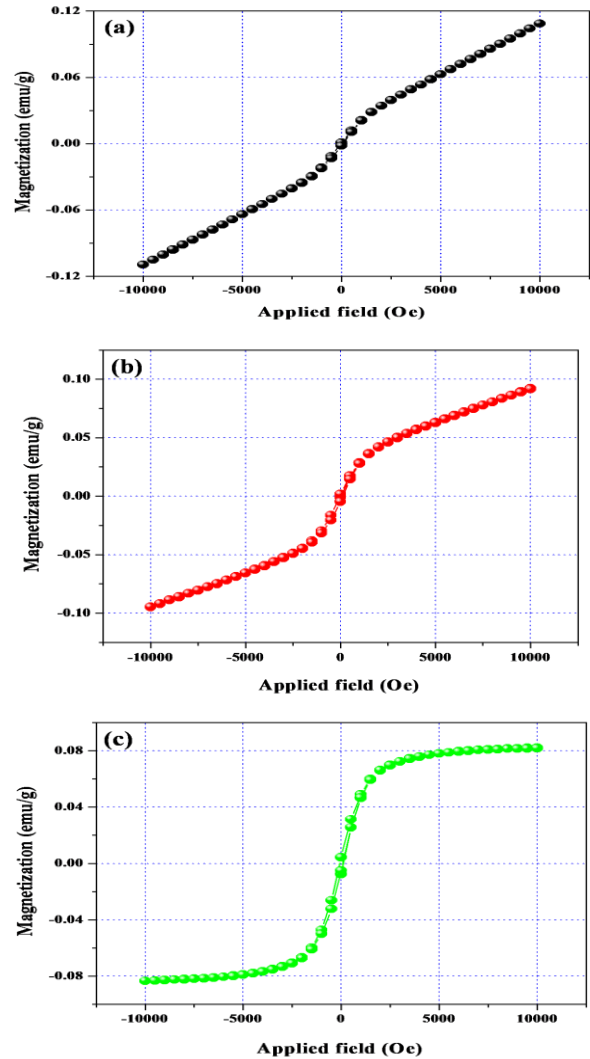 (a)
0.12
0.06
0.00
-0.06
-0.12
Magnetization (emu/g)
-10000 -5000 0 5000 10000
Applied field (Oe)
(b)
0.10
0.05
0.00
-0.05
-0.10
Magnetization (emu/g)
-10000 -5000 0 5000 10000
Applied field (Oe)
(c)
0.08
0.04
0.00
-0.04
-0.08
Magnetization (emu/g)
-10000 -5000 0 5000 10000
Applied field (Oe)